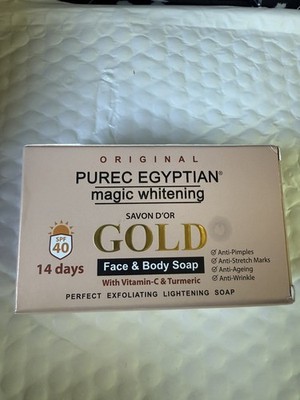 ORIGINAL
PUREC EGYPTIAN®
magic whitening
SAVON D'OR
GOLD
SPF
40
14 days
Face & Body Soap
With Vitamin-C & Turmeric
Anti-Pimples
Anti-Stretch Marks
Anti-Ageing
Anti-Wrinkle
PERFECT EXFOLIATING LIGHTENING SOAP